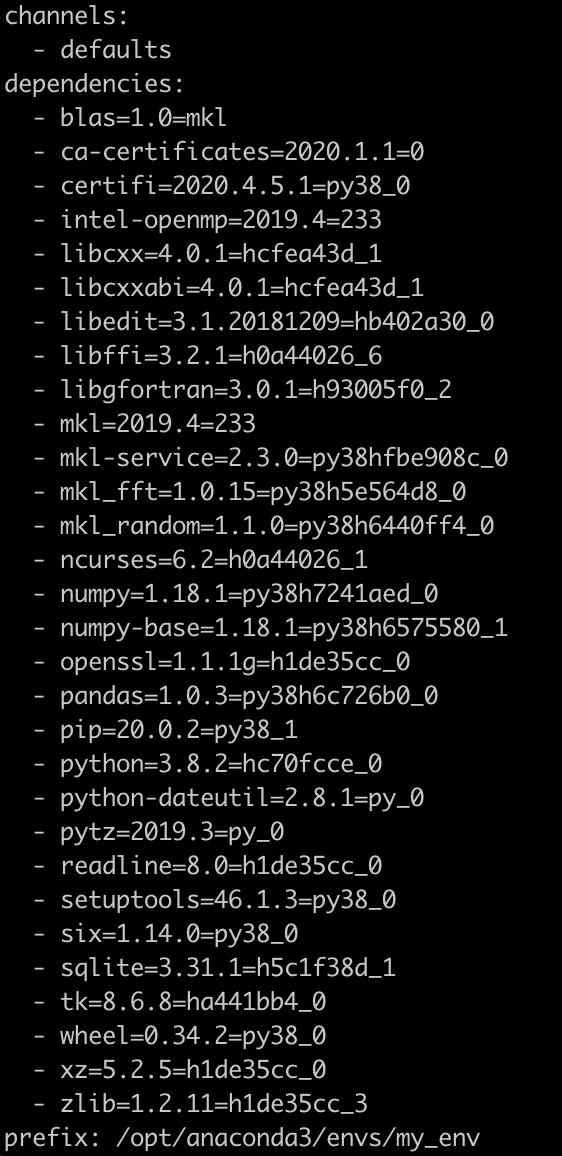 channels:
  - defaults
dependencies:
  - blas=1.0=mkl
  - ca-certificates=2020.1.1=0
  - certifi=2020.4.5.1=py38_0
  - intel-openmp=2019.4=233
  - libcxx=4.0.1=hcfea43d_1
  - libcxxabi=4.0.1=hcfea43d_1
  - libedit=3.1.20181209=hb402a30_0
  - libffi=3.2.1=h0a44026_6
  - libgfortran=3.0.1=h93005f0_2
  - mkl=2019.4=233
  - mkl-service=2.3.0=py38hfbe908c_0
  - mkl_fft=1.0.15=py38h5e564d8_0
  - mkl_random=1.1.0=py38h6440ff4_0
  - ncurses=6.2=h0a44026_1
  - numpy=1.18.1=py38h7241aed_0
  - numpy-base=1.18.1=py38h6575580_1
  - openssl=1.1.1g=h1de35cc_0
  - pandas=1.0.3=py38h6c726b0_0
  - pip=20.0.2=py38_1
  - python=3.8.2=hc70fcce_0
  - python-dateutil=2.8.1=py_0
  - pytz=2019.3=py_0
  - readline=8.0=h1de35cc_0
  - setuptools=46.1.3=py38_0
  - six=1.14.0=py38_0
  - sqlite=3.31.1=h5c1f38d_1
  - tk=8.6.8=ha441bb4_0
  - wheel=0.34.2=py38_0
  - xz=5.2.5=h1de35cc_0
  - zlib=1.2.11=h1de35cc_3
prefix: /opt/anaconda3/envs/my_env